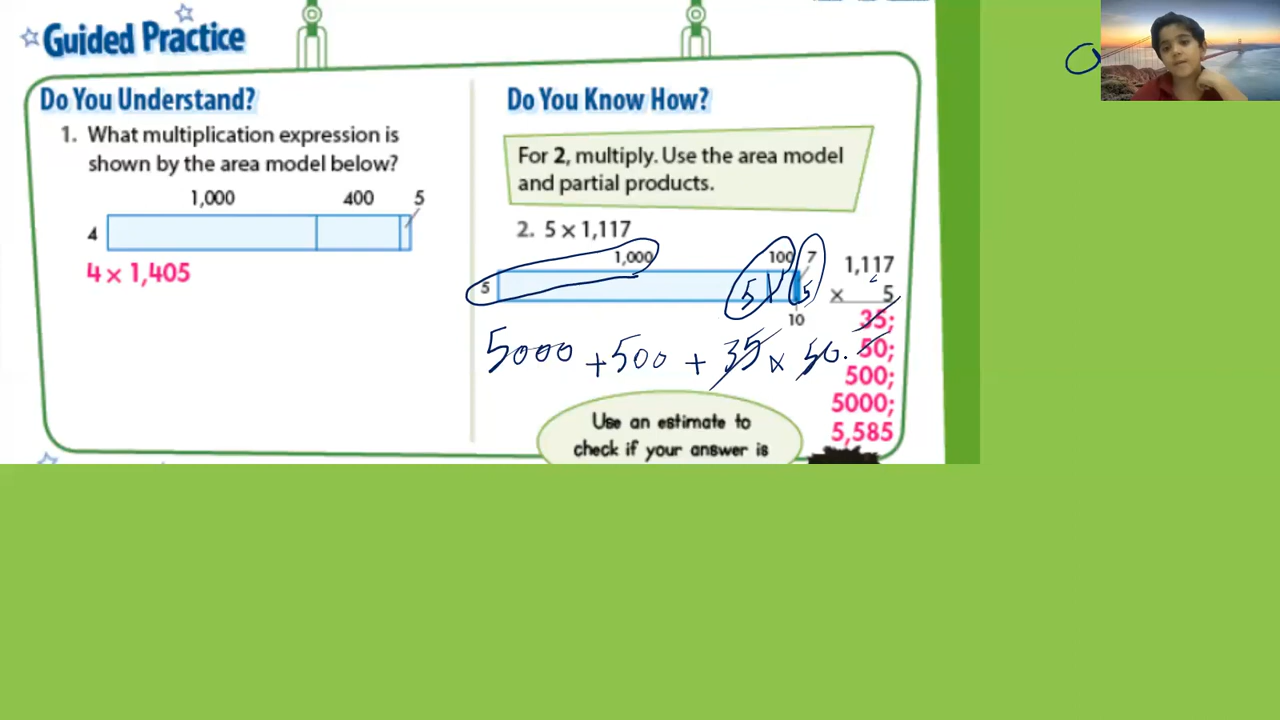 Guided Practice
Do You Understand?
1. What multiplication expression is
shown by the area model below?
1,000 400 5
4
4 × 1,405
Do You Know How?
For 2, multiply. Use the area model
and partial products.
2. 5 × 1,117
1,000 100 7
5
10
5000 + 500 + 35 × 50.
1,117
× 5
35;
50;
500;
5000;
5,585
Use an estimate to
check if your answer is